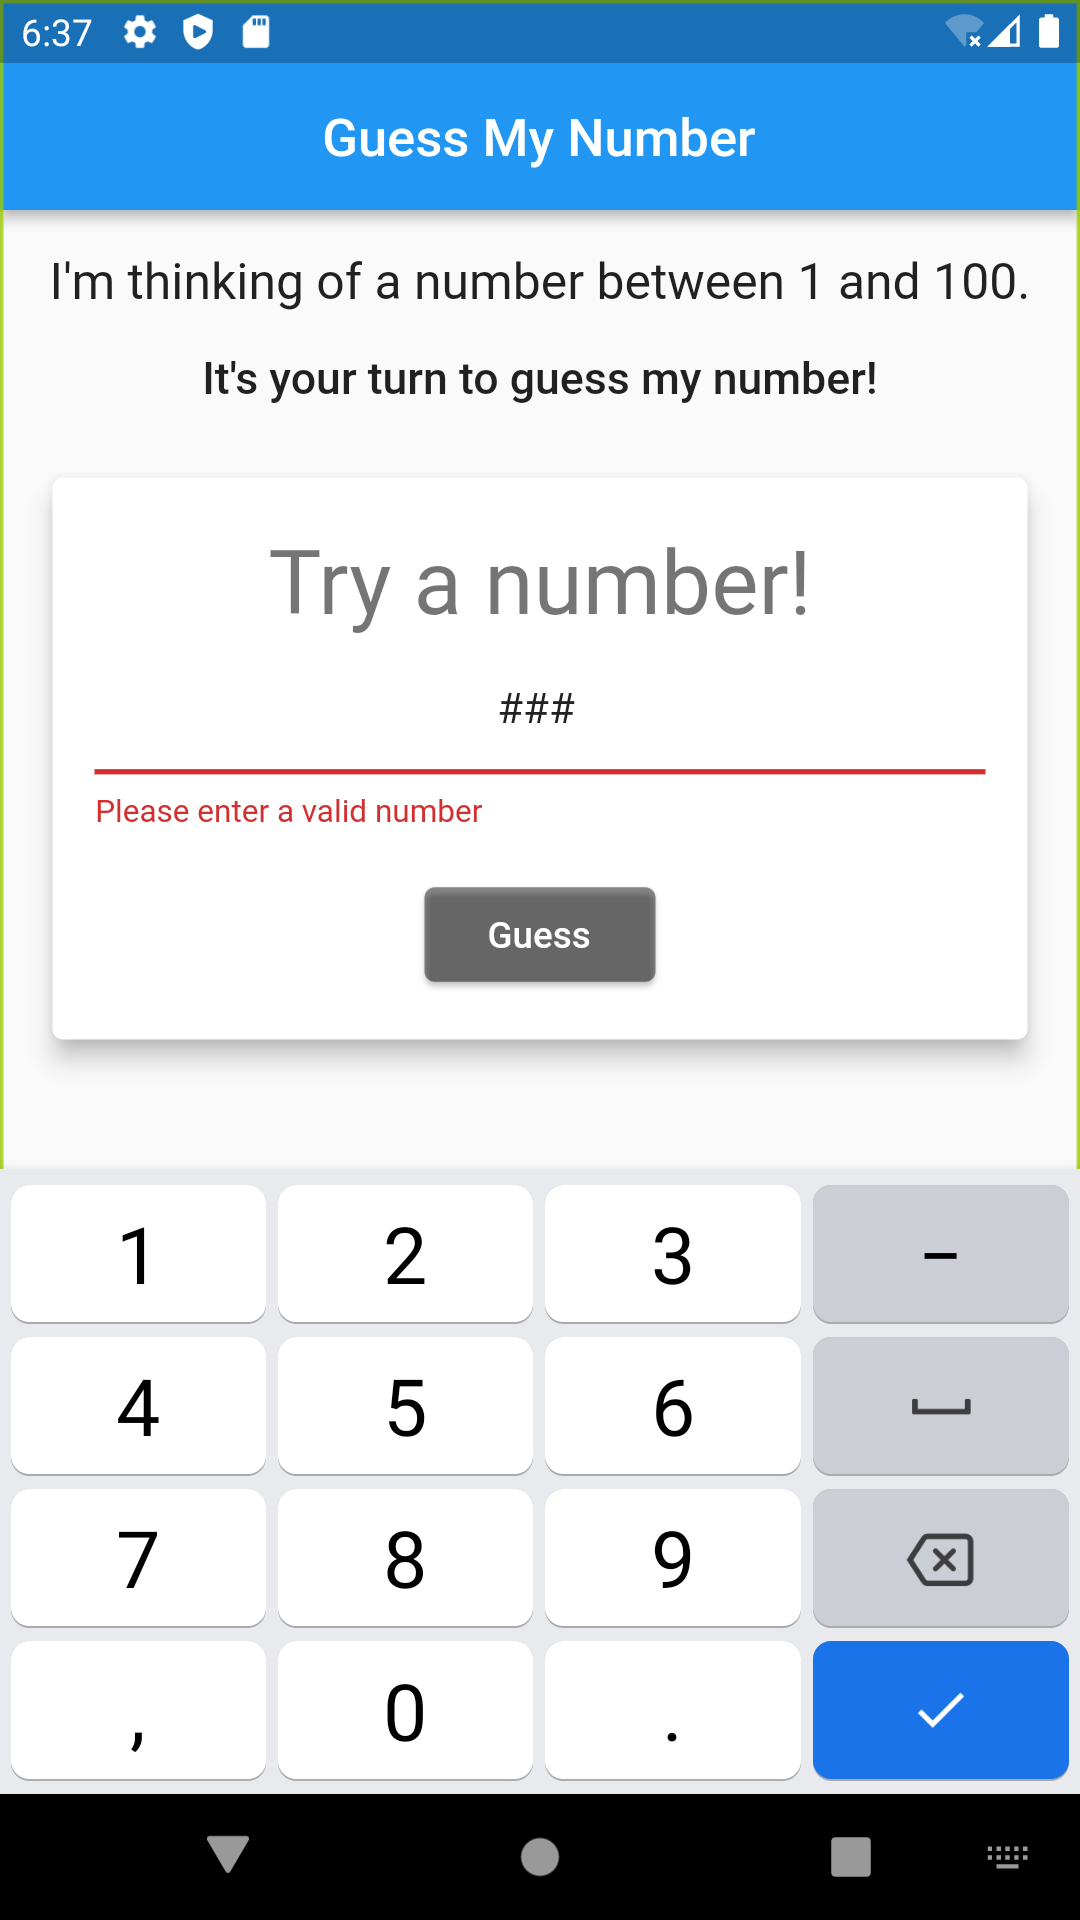 6:37
Guess My Number
I'm thinking of a number between 1 and 100.
It's your turn to guess my number!
Try a number!
###
Please enter a valid number
Guess
1 2 3 –
4 5 6
7 8 9
, 0 .